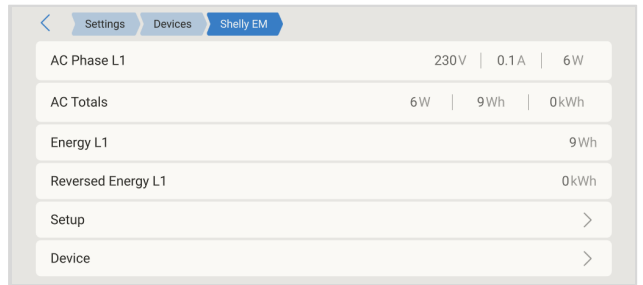 Settings Devices Shelly EM
AC Phase L1 230V 0.1A 6W
AC Totals 6W 9Wh 0kWh
Energy L1 9Wh
Reversed Energy L1 0kWh
Setup
Device